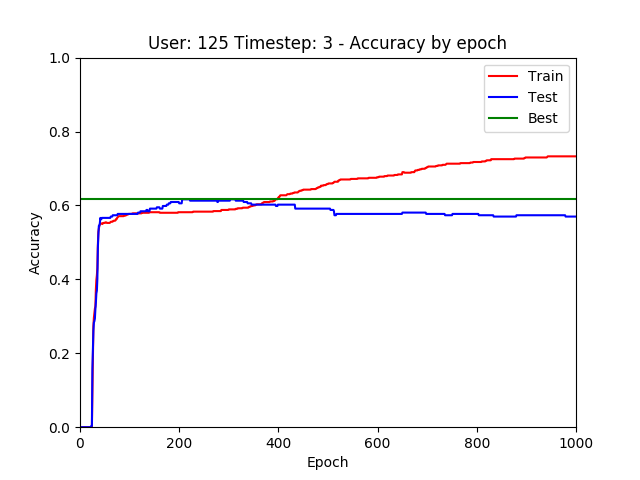 User: 125 Timestep: 3 - Accuracy by epoch
1.0
0.8
0.6
0.4
0.2
0.0
Accuracy
Train
Test
Best
0 200 400 600 800 1000
Epoch